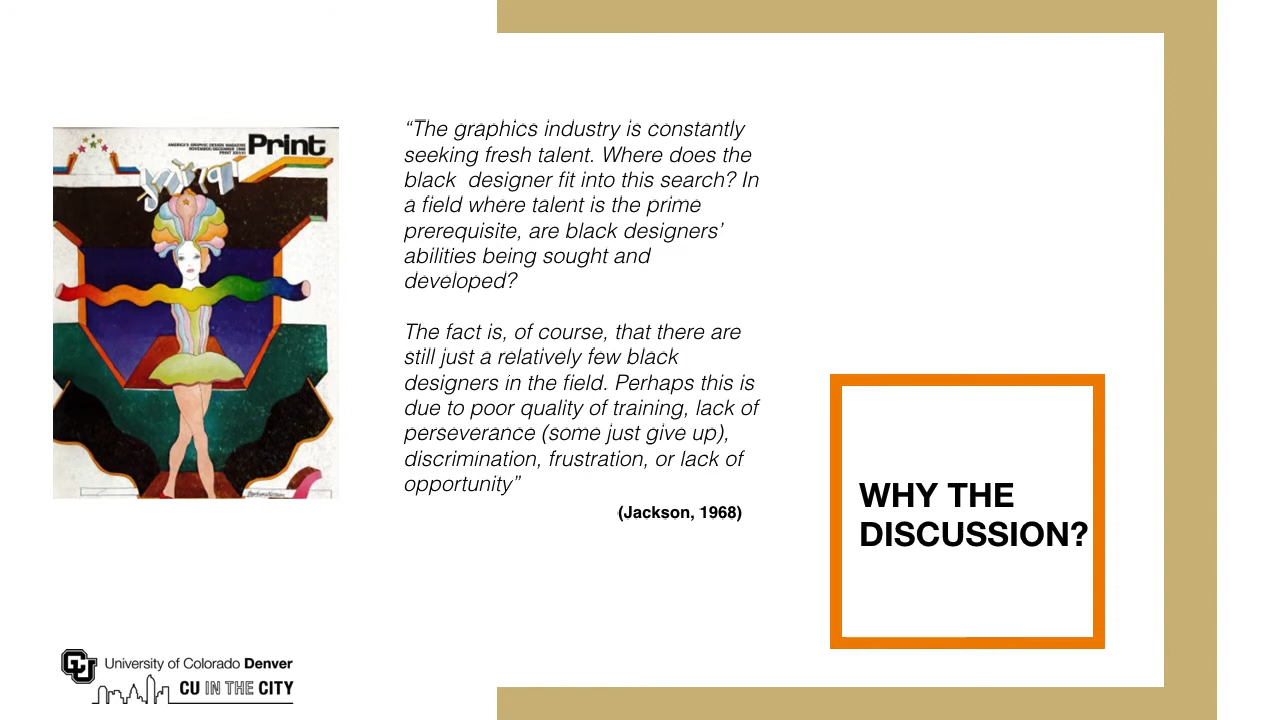 Print
AMERICA'S GRAPHIC DESIGN MAGAZINE
NOVEMBER/DECEMBER 1968
“The graphics industry is constantly
seeking fresh talent. Where does the
black  designer fit into this search? In
a field where talent is the prime
prerequisite, are black designers’
abilities being sought and
developed?
The fact is, of course, that there are
still just a relatively few black
designers in the field. Perhaps this is
due to poor quality of training, lack of
perseverance (some just give up),
discrimination, frustration, or lack of
opportunity”
(Jackson, 1968)
WHY THE
DISCUSSION?
CU
University of Colorado Denver
CU IN THE CITY